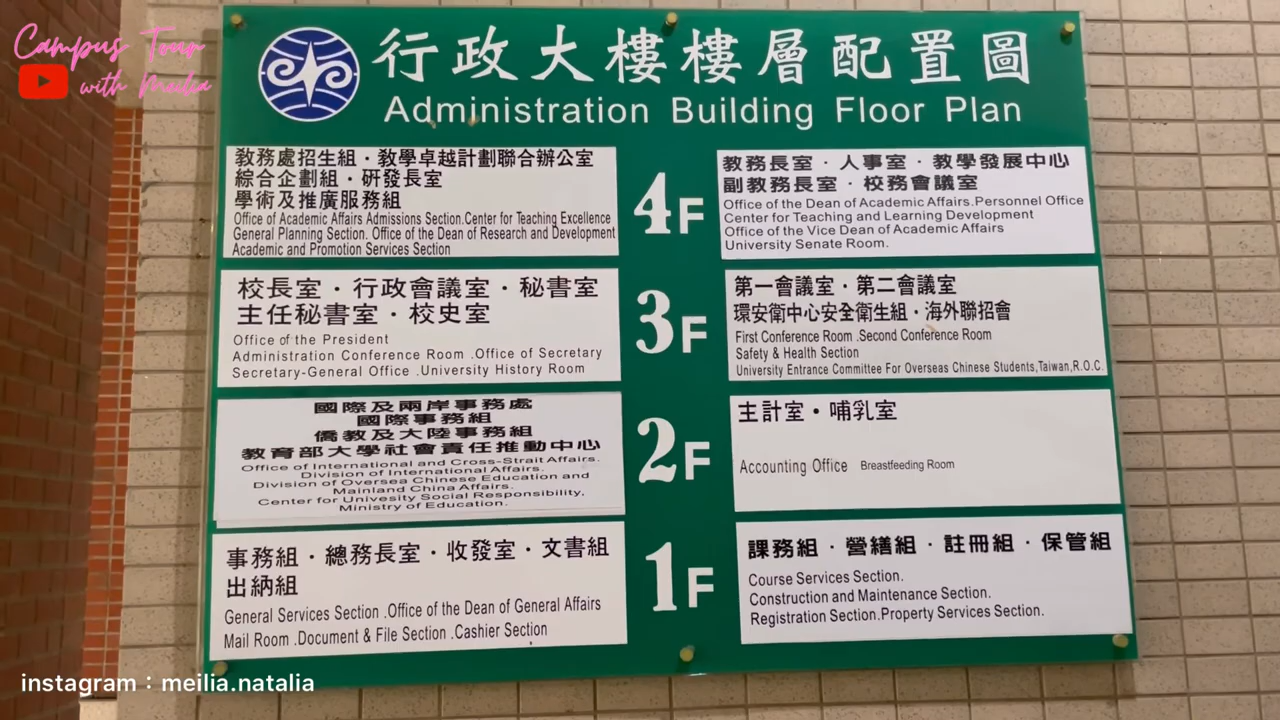 Campus Tour
with Meilia
行政大樓樓層配置圖
Administration Building Floor Plan
教務處招生組・教學卓越計劃聯合辦公室
綜合企劃組・研發長室
學術及推廣服務組
Office of Academic Affairs Admissions Section.Center for Teaching Excellence
General Planning Section. Office of the Dean of Research and Development
Academic and Promotion Services Section
4F
教務長室・人事室・教學發展中心
副教務長室・校務會議室
Office of the Dean of Academic Affairs.Personnel Office
Center for Teaching and Learning Development
Office of the Vice Dean of Academic Affairs
University Senate Room.
校長室・行政會議室・秘書室
主任秘書室・校史室
Office of the President
Administration Conference Room .Office of Secretary
Secretary-General Office .University History Room
3F
第一會議室・第二會議室
環安衛中心安全衛生組・海外聯招會
First Conference Room .Second Conference Room
Safety & Health Section
University Entrance Committee For Overseas Chinese Students,Taiwan,R.O.C.
國際及兩岸事務處
國際事務組
僑教及大陸事務組
教育部大學社會責任推動中心
Office of International and Cross-Strait Affairs.
Division of International Affairs.
Division of Oversea Chinese Education and
Mainland China Affairs.
Center for Univesity Social Responsibility,
Ministry of Education.
2F
主計室・哺乳室
Accounting Office Breastfeeding Room
事務組・總務長室・收發室・文書組
出納組
General Services Section .Office of the Dean of General Affairs
Mail Room .Document & File Section .Cashier Section
1F
課務組・營繕組・註冊組・保管組
Course Services Section.
Construction and Maintenance Section.
Registration Section.Property Services Section.
instagram：meilia.natalia